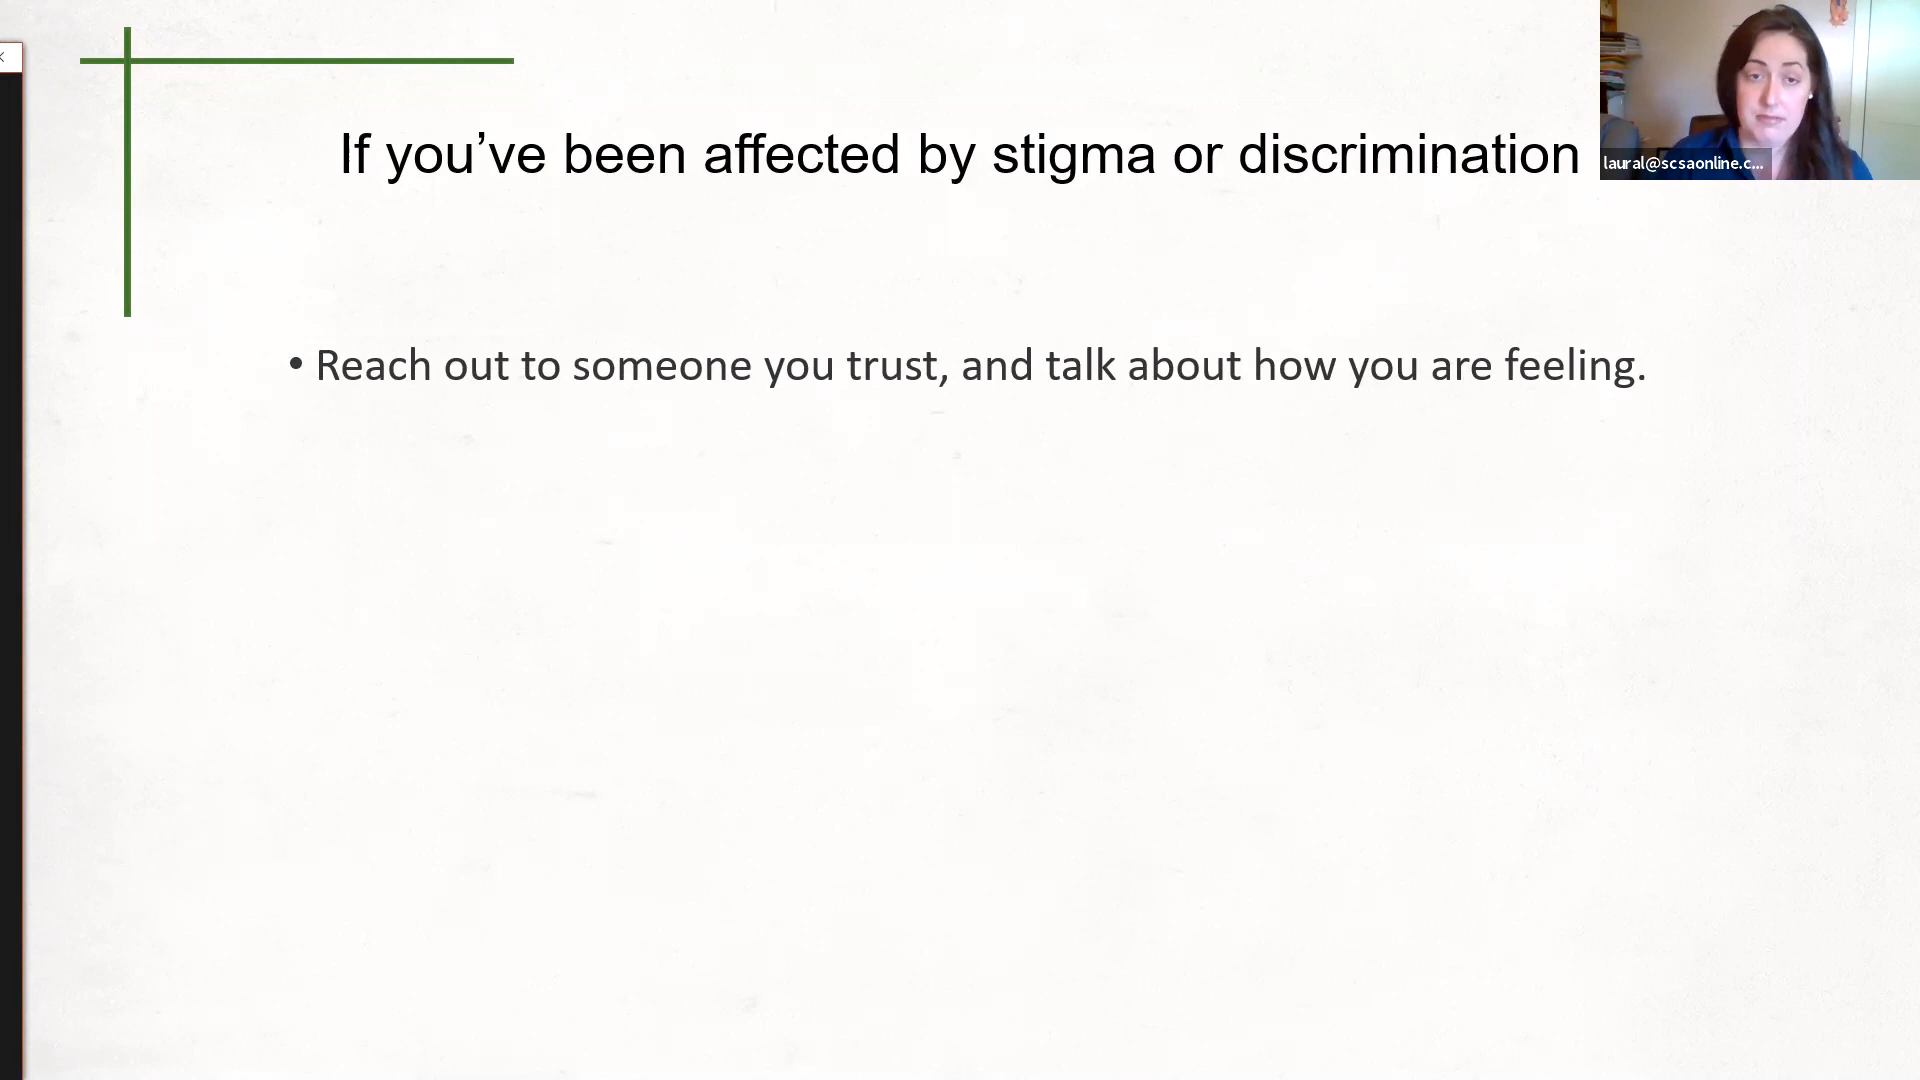 If you’ve been affected by stigma or discrimination
laural@scsaonline.c...
• Reach out to someone you trust, and talk about how you are feeling.